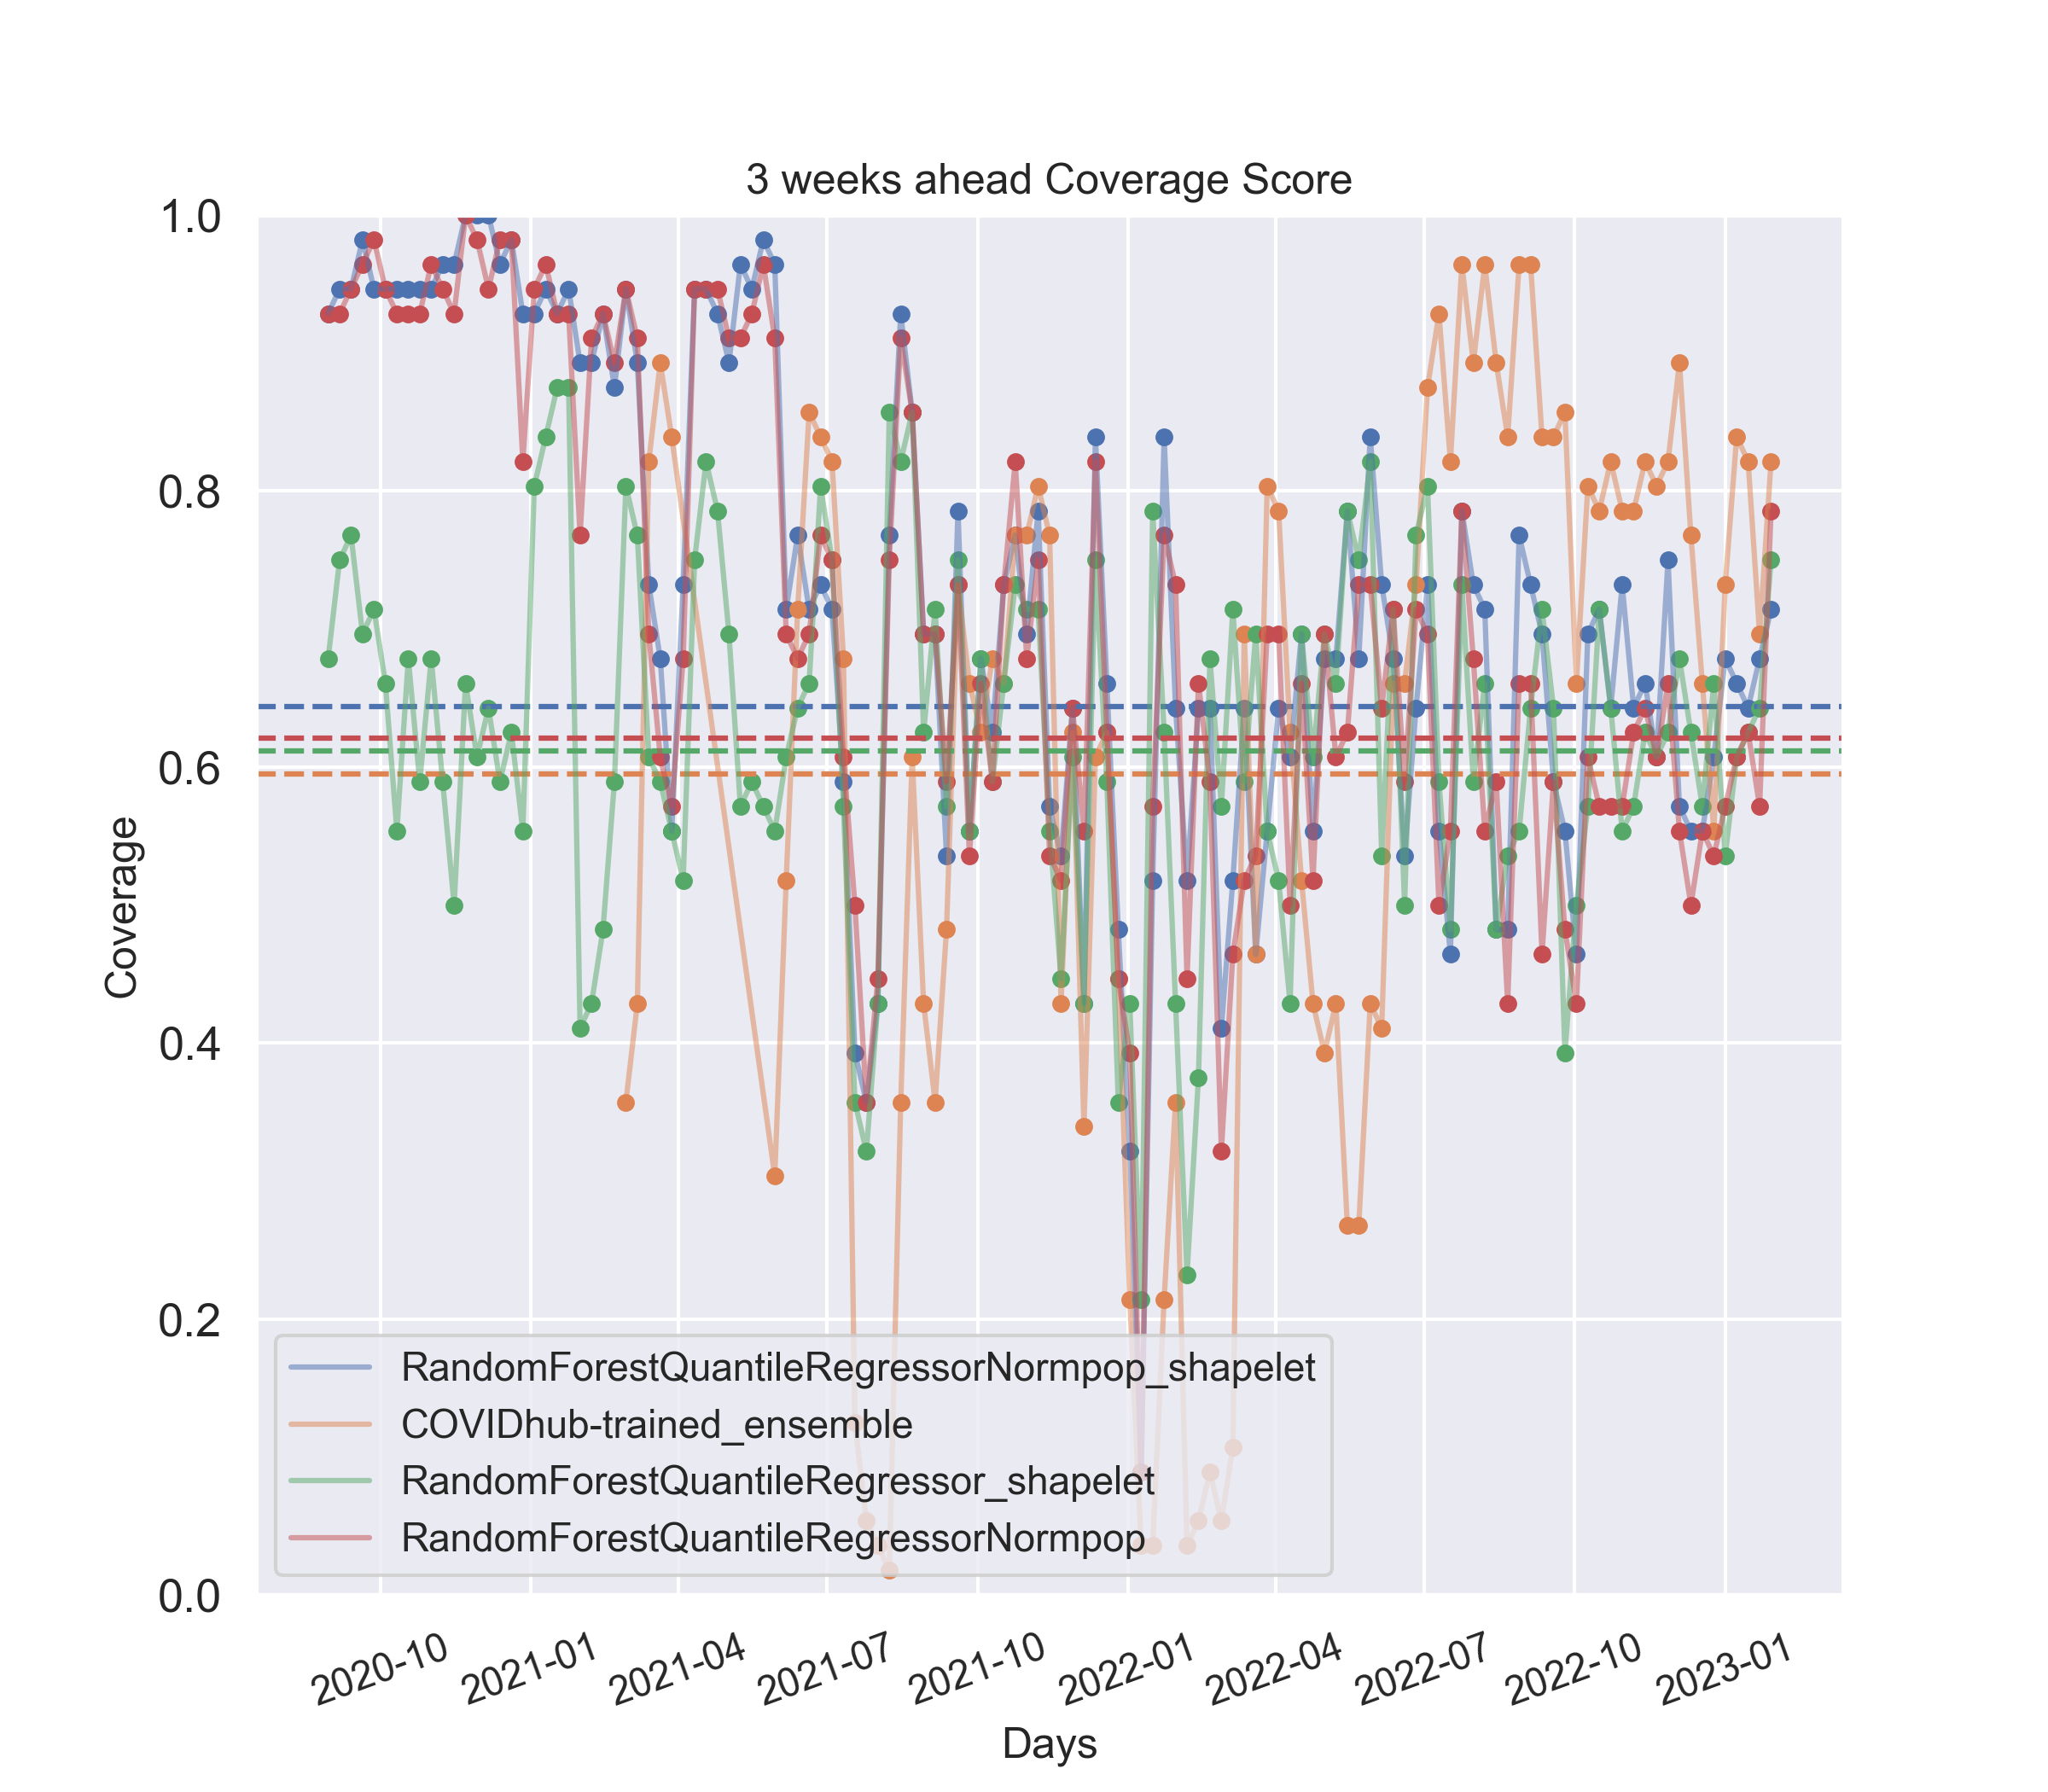 3 weeks ahead Coverage Score
1.0
0.8
0.6
0.4
0.2
0.0
Coverage
RandomForestQuantileRegressorNormpop_shapelet
COVIDhub-trained_ensemble
RandomForestQuantileRegressor_shapelet
RandomForestQuantileRegressorNormpop
2020-10
2021-01
2021-04
2021-07
2021-10
2022-01
2022-04
2022-07
2022-10
2023-01
Days